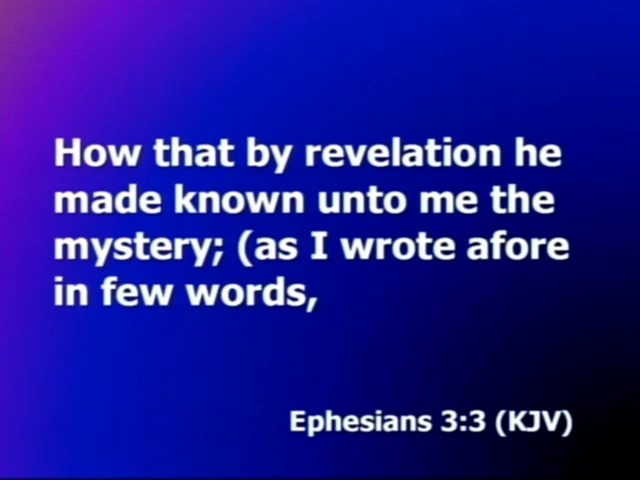 How that by revelation he
made known unto me the
mystery; (as I wrote afore
in few words,
Ephesians 3:3 (KJV)